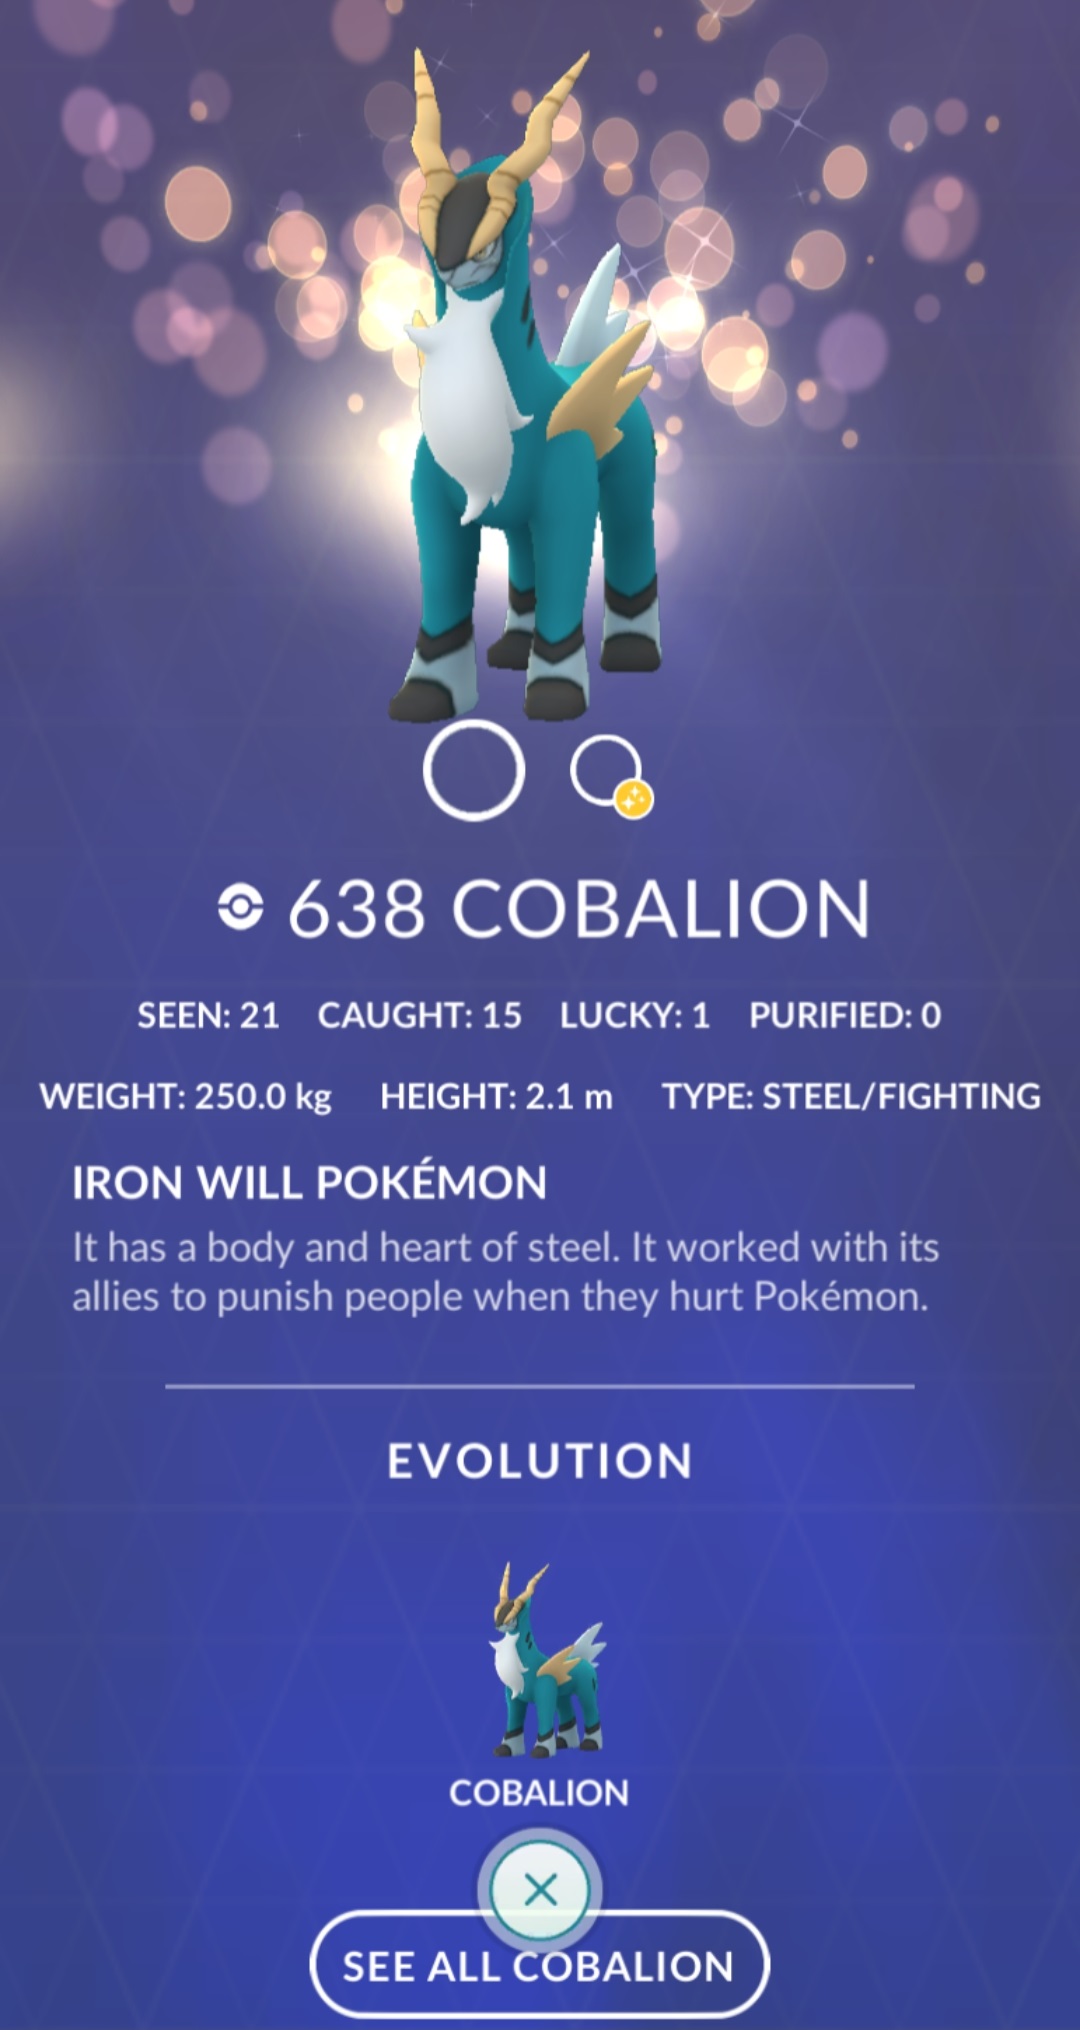 638 COBALION
SEEN: 21 CAUGHT: 15 LUCKY: 1 PURIFIED: 0
WEIGHT: 250.0 kg HEIGHT: 2.1 m TYPE: STEEL/FIGHTING
IRON WILL POKÉMON
It has a body and heart of steel. It worked with its
allies to punish people when they hurt Pokémon.
EVOLUTION
COBALION
SEE ALL COBALION